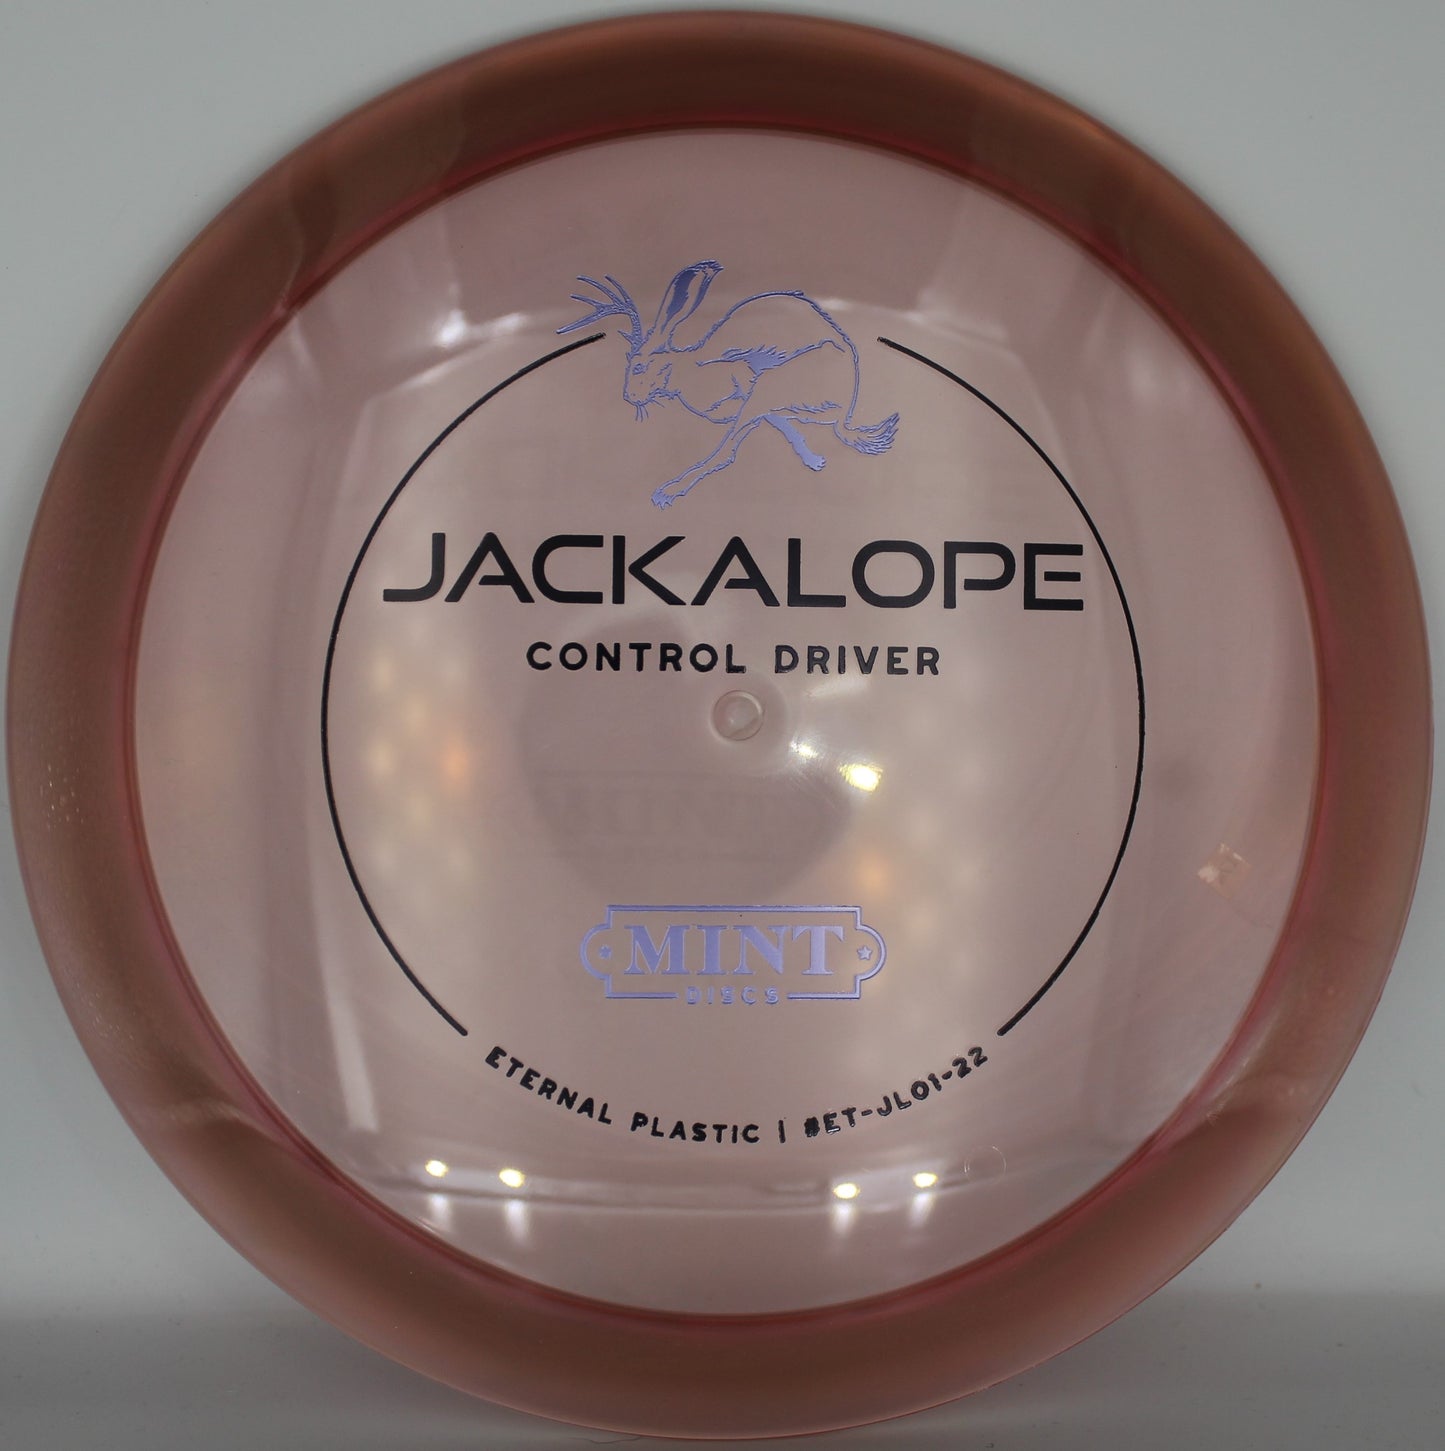 JACKALOPE
CONTROL DRIVER
MINT
DISCS
ETERNAL PLASTIC | #ET-JL01-22